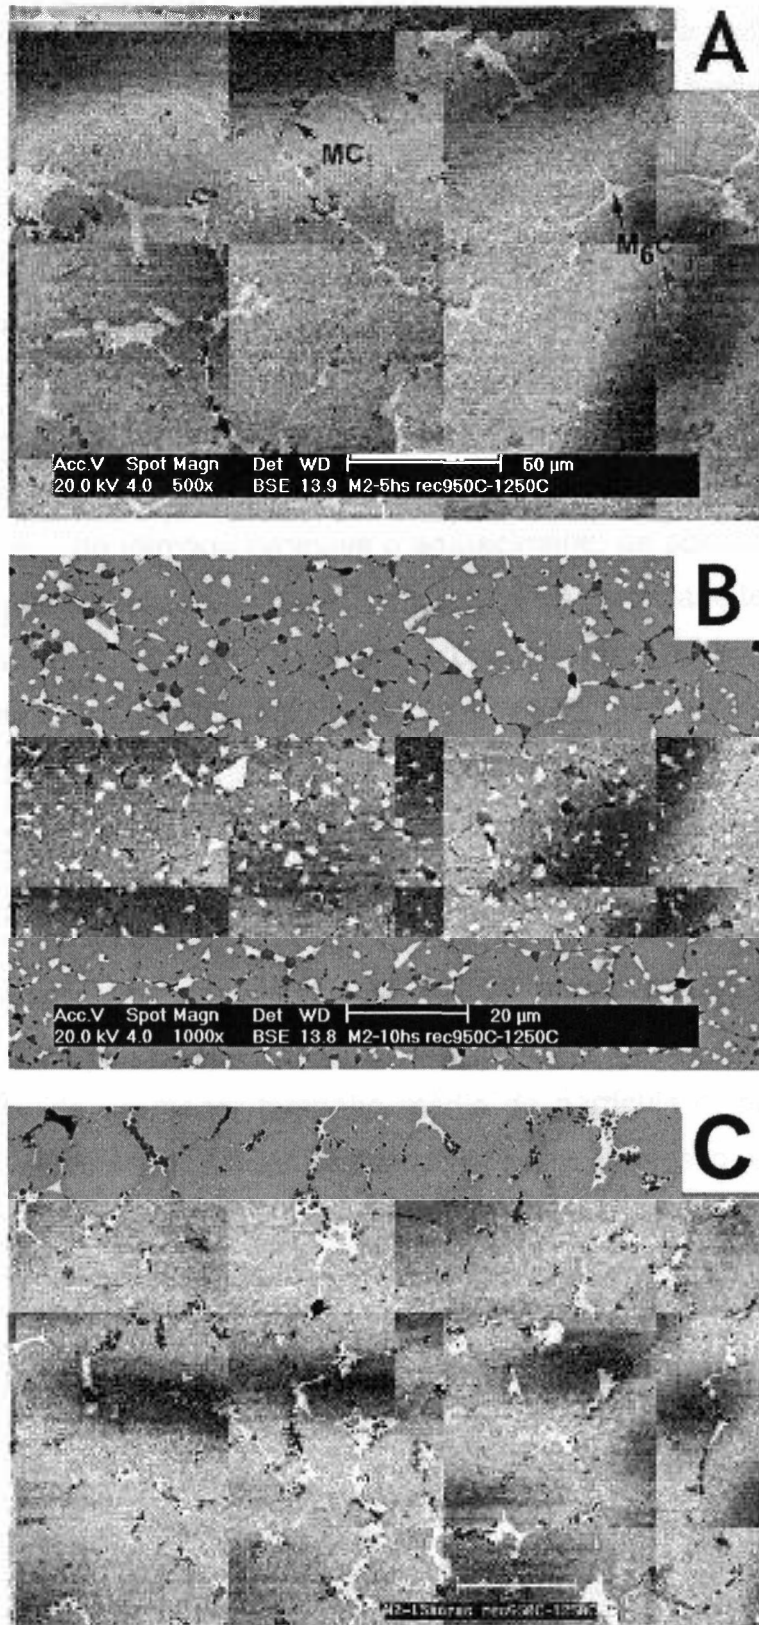 A
MC
M6C
Acc.V Spot Magn Det WD 50 µm
20.0 kV 4.0 500x BSE 13.9 M2-5hs rec950C-1250C
B
Acc.V Spot Magn Det WD 20 µm
20.0 kV 4.0 1000x BSE 13.8 M2-10hs rec950C-1250C
C